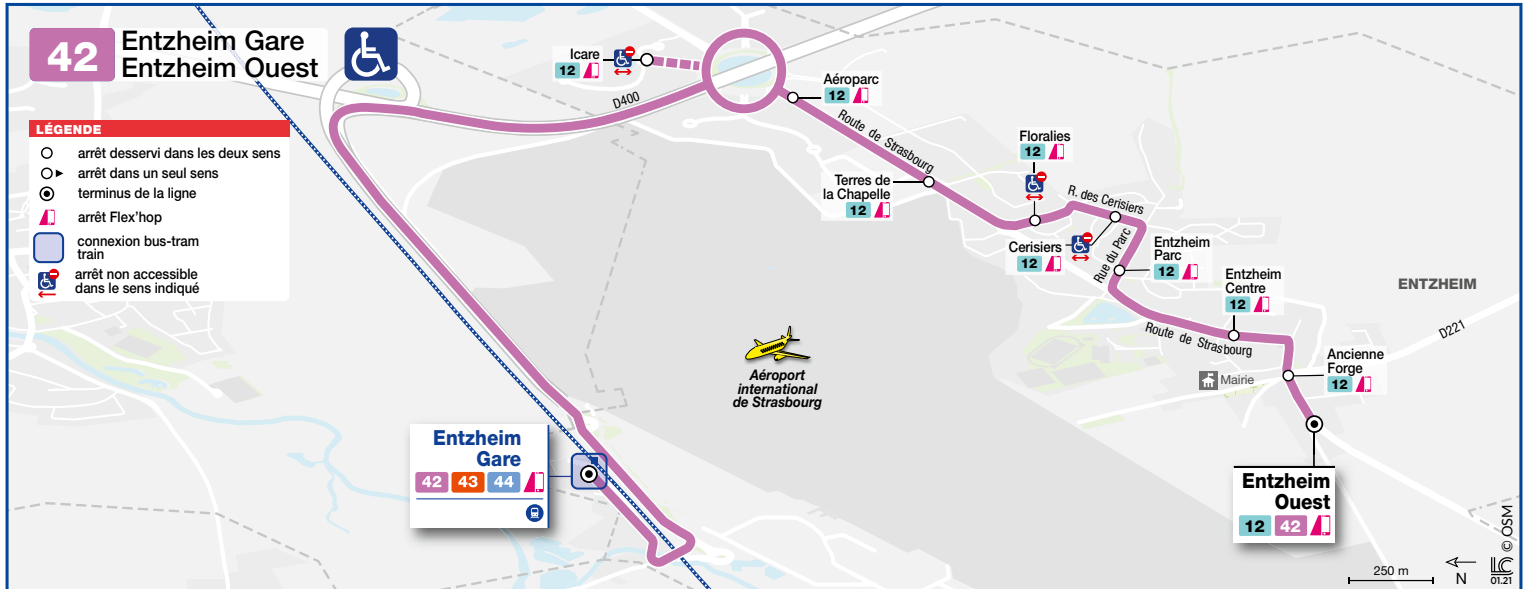 42
Entzheim Gare
Entzheim Ouest
LÉGENDE
arrêt desservi dans les deux sens
arrêt dans un seul sens
terminus de la ligne
arrêt Flex'hop
connexion bus-tram
train
arrêt non accessible
dans le sens indiqué
Icare
12
D400
Aéroparc
12
Route de Strasbourg
Terres de
la Chapelle
12
Floralies
12
R. des Cerisiers
Cerisiers
12
Rue du Parc
Entzheim
Parc
12
Entzheim
Centre
12
ENTZHEIM
D221
Route de Strasbourg
Mairie
Ancienne
Forge
12
Aéroport
international
de Strasbourg
Entzheim
Gare
42 43 44
Entzheim
Ouest
12 42
250 m
N
01.21
© OSM